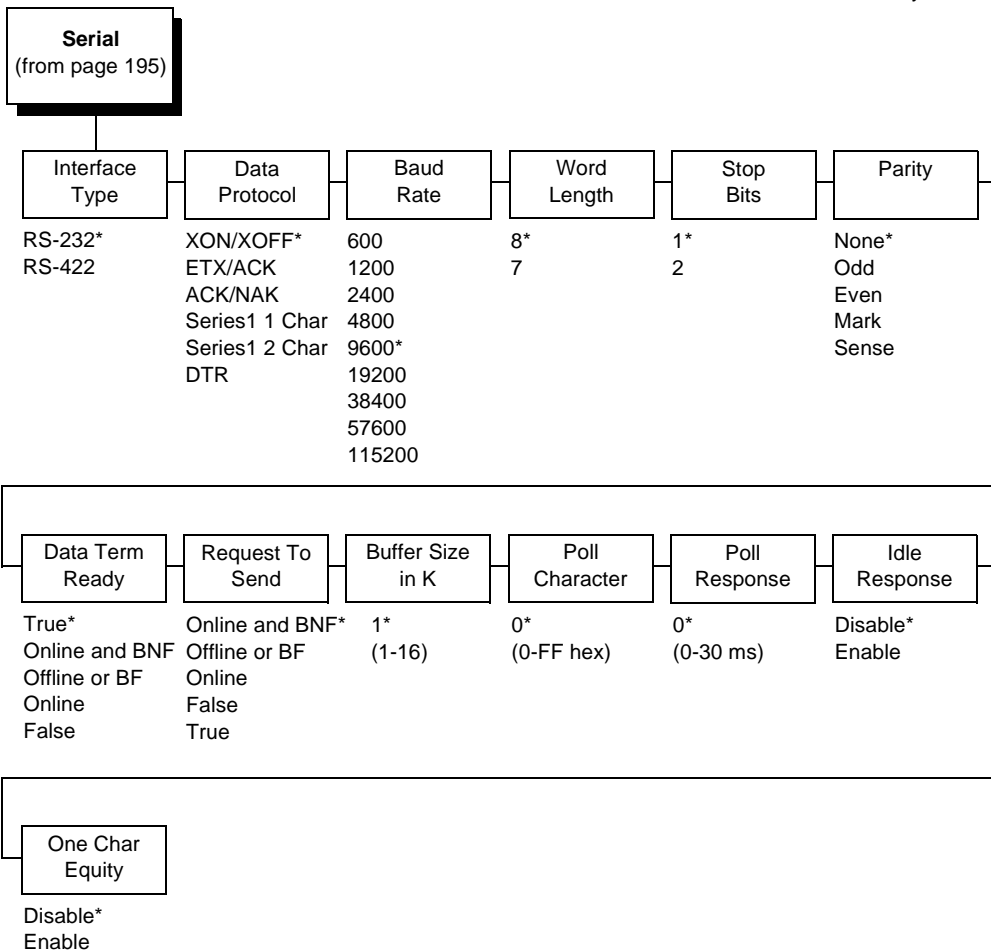 Serial
(from page 195)
Interface
Type
RS-232*
RS-422
Data
Protocol
XON/XOFF*
ETX/ACK
ACK/NAK
Series1 1 Char
Series1 2 Char
DTR
Baud
Rate
600
1200
2400
4800
9600*
19200
38400
57600
115200
Word
Length
8*
7
Stop
Bits
1*
2
Parity
None*
Odd
Even
Mark
Sense
Data Term
Ready
True*
Online and BNF
Offline or BF
Online
False
Request To
Send
Online and BNF*
Offline or BF
Online
False
True
Buffer Size
in K
1*
(1-16)
Poll
Character
0*
(0-FF hex)
Poll
Response
0*
(0-30 ms)
Idle
Response
Disable*
Enable
One Char
Equity
Disable*
Enable